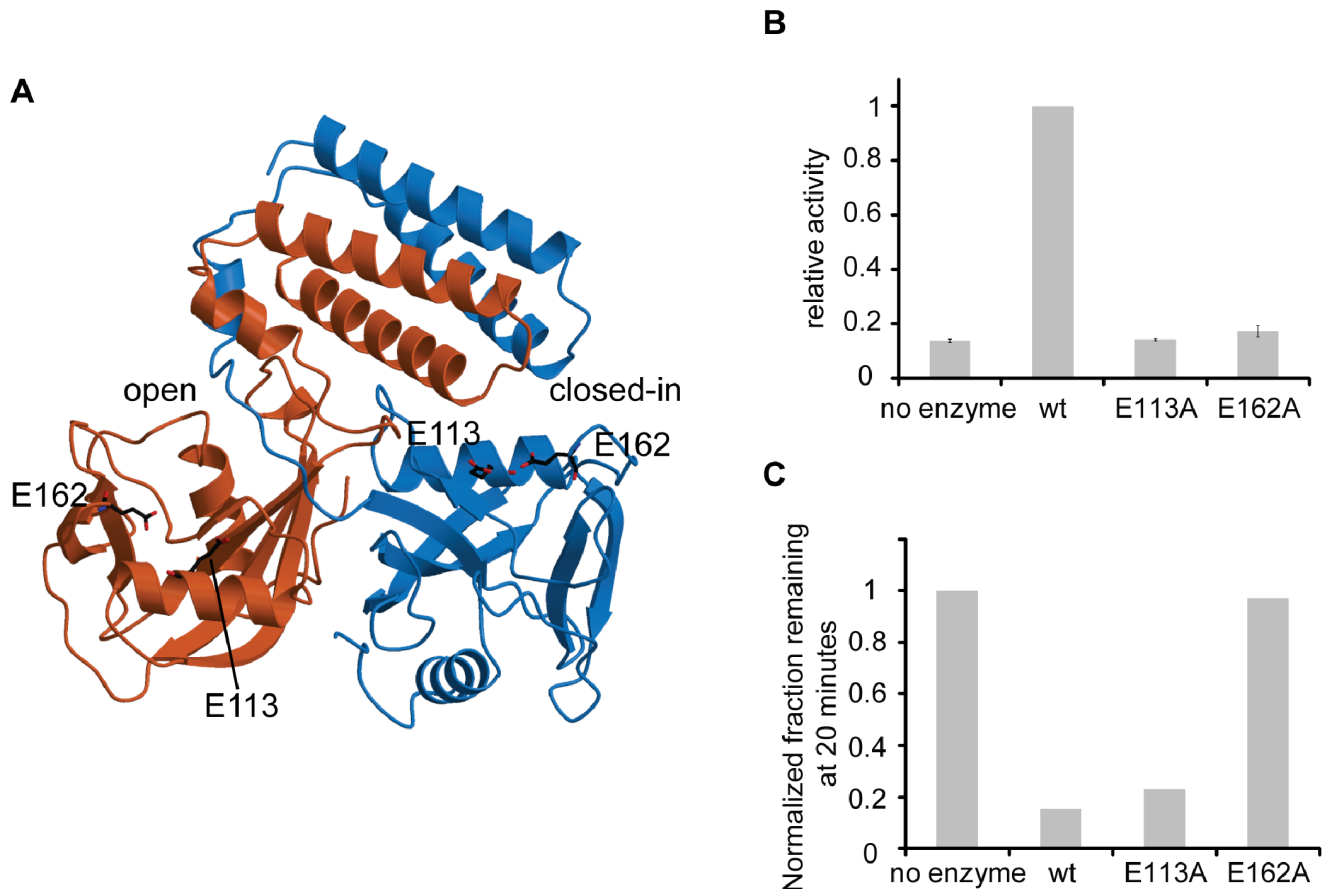 A
open
closed-in
E113
E162
E162
E113
B
relative activity
1
0.8
0.6
0.4
0.2
0
no enzyme
wt
E113A
E162A
C
Normalized fraction remaining
at 20 minutes
1
0.8
0.6
0.4
0.2
0
no enzyme
wt
E113A
E162A